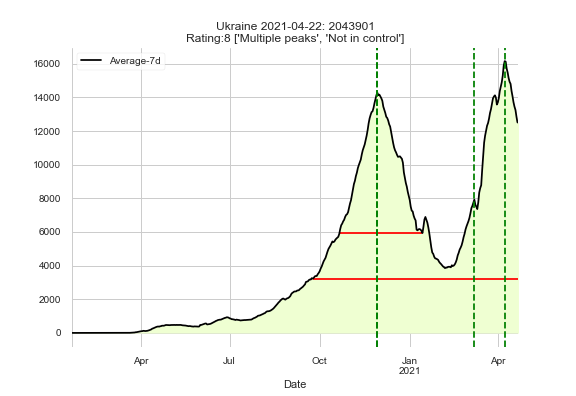 Ukraine 2021-04-22: 2043901
Rating:8 ['Multiple peaks', 'Not in control']
Average-7d
16000
14000
12000
10000
8000
6000
4000
2000
0
Apr
Jul
Oct
Jan
2021
Apr
Date